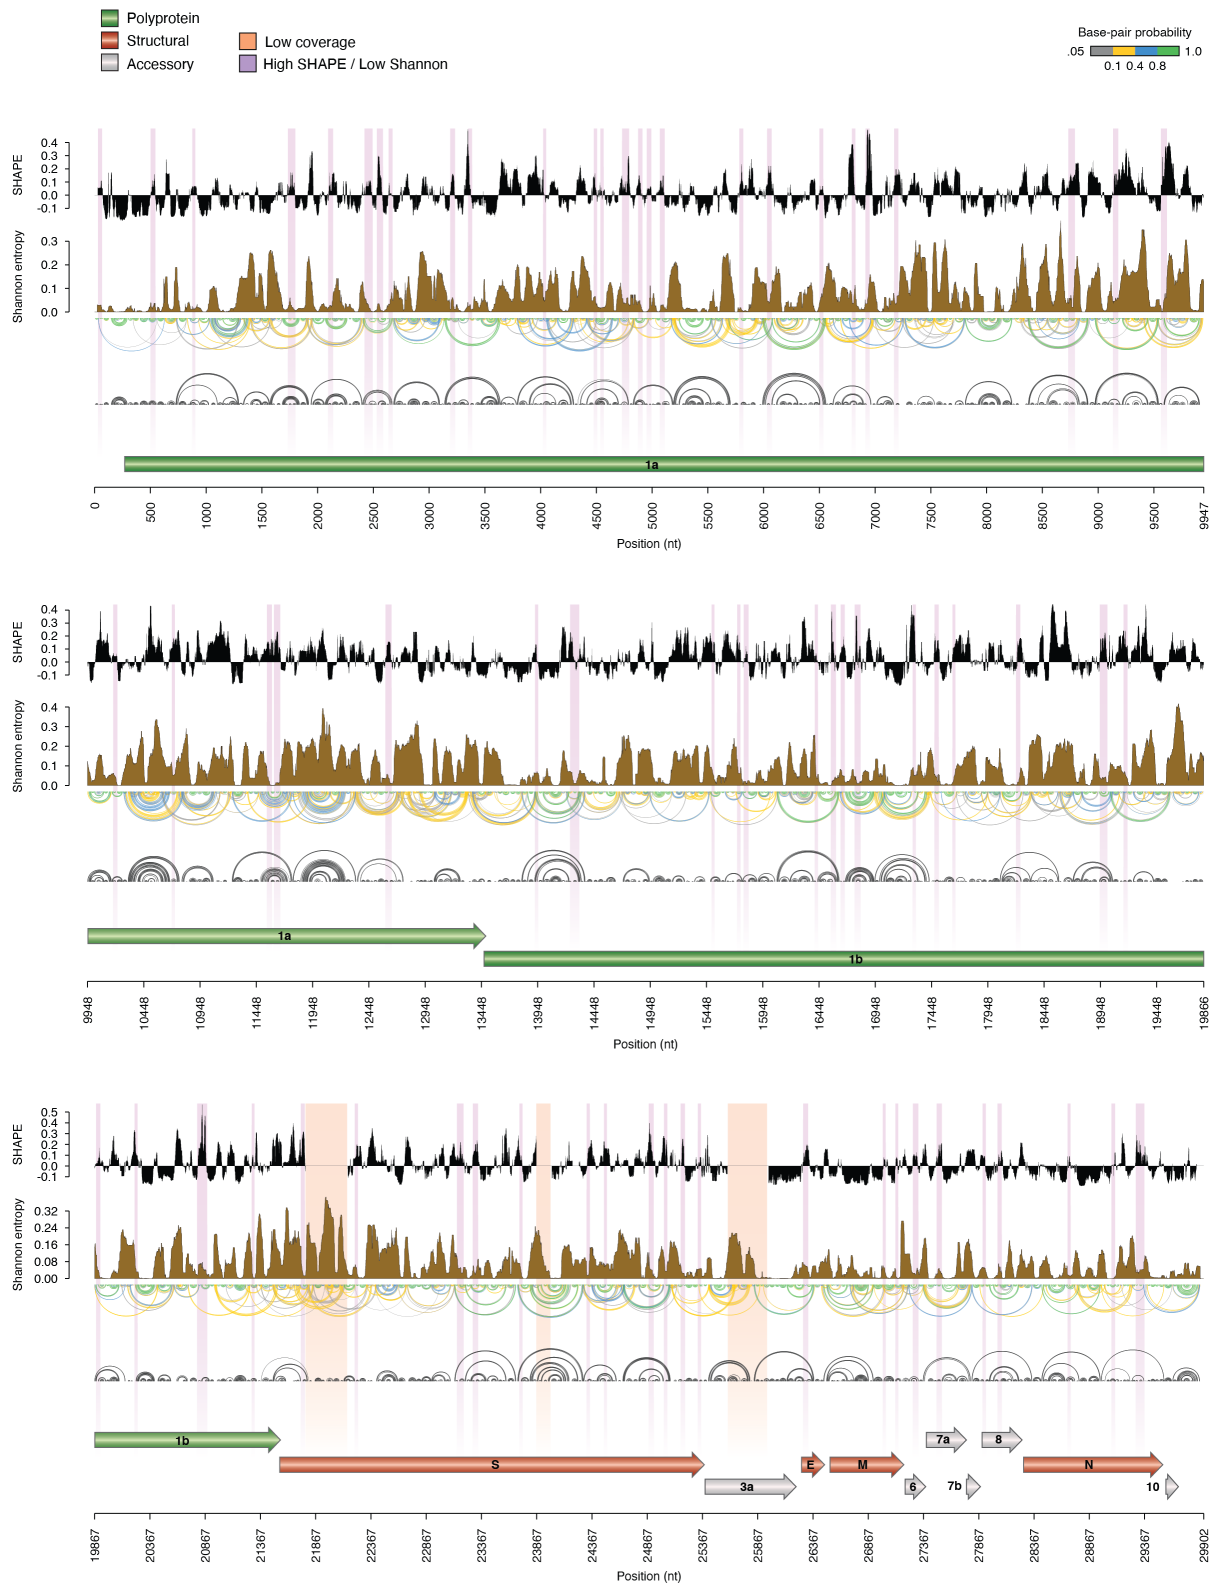 Polyprotein
Structural
Accessory
Low coverage
High SHAPE / Low Shannon
Base-pair probability
.05 1.0
0.1 0.4 0.8
SHAPE
0.4
0.3
0.2
0.1
0.0
-0.1
Shannon entropy
0.3
0.2
0.1
0.0
1a
0 500 1000 1500 2000 2500 3000 3500 4000 4500 5000 5500 6000 6500 7000 7500 8000 8500 9000 9500 9947
Position (nt)
SHAPE
0.4
0.3
0.2
0.1
0.0
-0.1
Shannon entropy
0.4
0.3
0.2
0.1
0.0
1a
1b
9948 10448 10948 11448 11948 12448 12948 13448 13948 14448 14948 15448 15948 16448 16948 17448 17948 18448 18948 19448 19866
Position (nt)
SHAPE
0.5
0.4
0.3
0.2
0.1
0.0
-0.1
Shannon entropy
0.32
0.24
0.16
0.08
0.00
1b 7a 8
S E M N
3a 6 7b 10
19867 20367 20867 21367 21867 22367 22867 23367 23867 24367 24867 25367 25867 26367 26867 27367 27867 28367 28867 29367 29902
Position (nt)